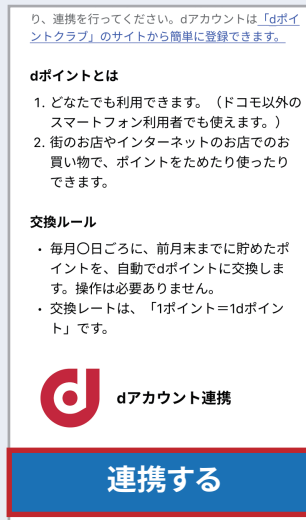 り、連携を行ってください。dアカウントは「dポイ
ントクラブ」のサイトから簡単に登録できます。
dポイントとは
1. どなたでも利用できます。（ドコモ以外の
スマートフォン利用者でも使えます。）
2. 街のお店やインターネットのお店でのお
買い物で、ポイントをためたり使ったり
できます。
交換ルール
・毎月〇日ごろに、前月末までに貯めたポ
イントを、自動でdポイントに交換しま
す。操作は必要ありません。
・交換レートは、「1ポイント＝1dポイン
ト」です。
d dアカウント連携
連携する